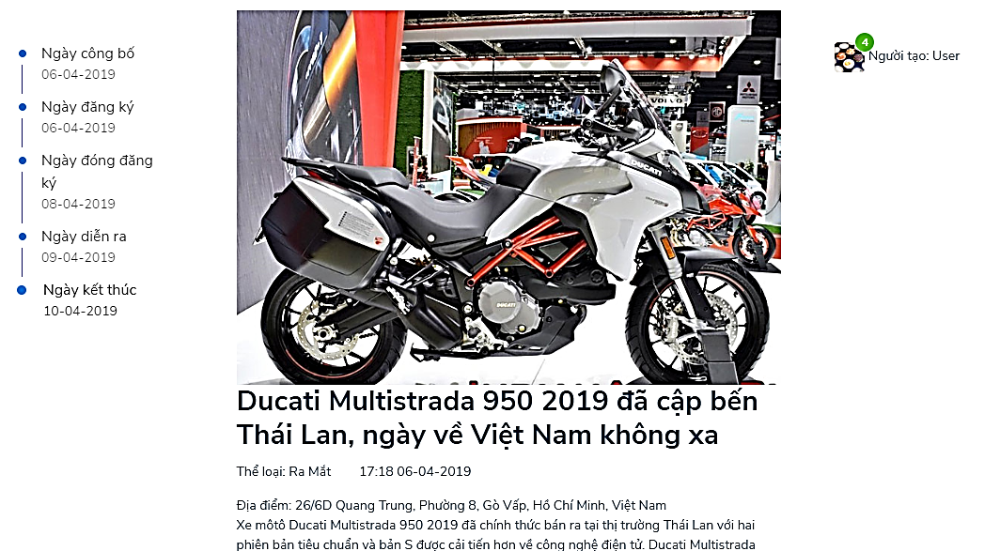 Ngày công bố
06-04-2019
Ngày đăng ký
06-04-2019
Ngày đóng đăng
ký
08-04-2019
Ngày diễn ra
09-04-2019
Ngày kết thúc
10-04-2019
VOLVO
MG
DUCATI
DUCATI
4
Người tạo: User
Ducati Multistrada 950 2019 đã cập bến
Thái Lan, ngày về Việt Nam không xa
Thể loại: Ra Mắt 17:18 06-04-2019
Địa điểm: 26/6D Quang Trung, Phường 8, Gò Vấp, Hồ Chí Minh, Việt Nam
Xe môtô Ducati Multistrada 950 2019 đã chính thức bán ra tại thị trường Thái Lan với hai
phiên bản tiêu chuẩn và bản S được cải tiến hơn về công nghệ điện tử. Ducati Multistrada